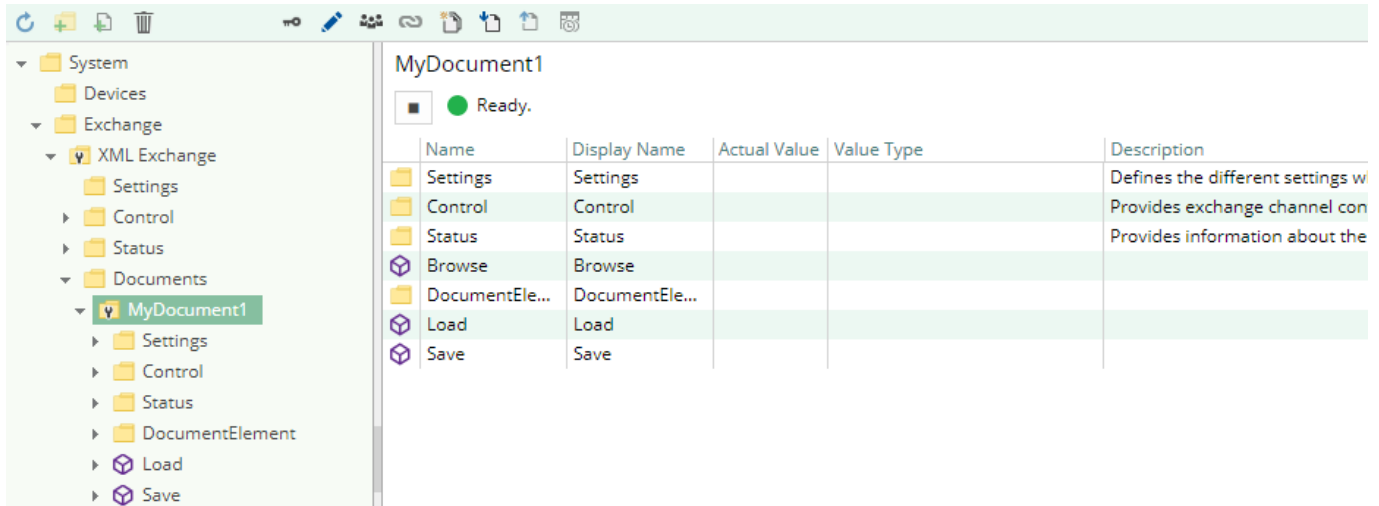 System
Devices
Exchange
XML Exchange
Settings
Control
Status
Documents
MyDocument1
Settings
Control
Status
DocumentElement
Load
Save
MyDocument1
Ready.
Name Display Name Actual Value Value Type Description
Settings Settings Defines the different settings w
Control Control Provides exchange channel con
Status Status Provides information about the
Browse Browse
DocumentEle... DocumentEle...
Load Load
Save Save